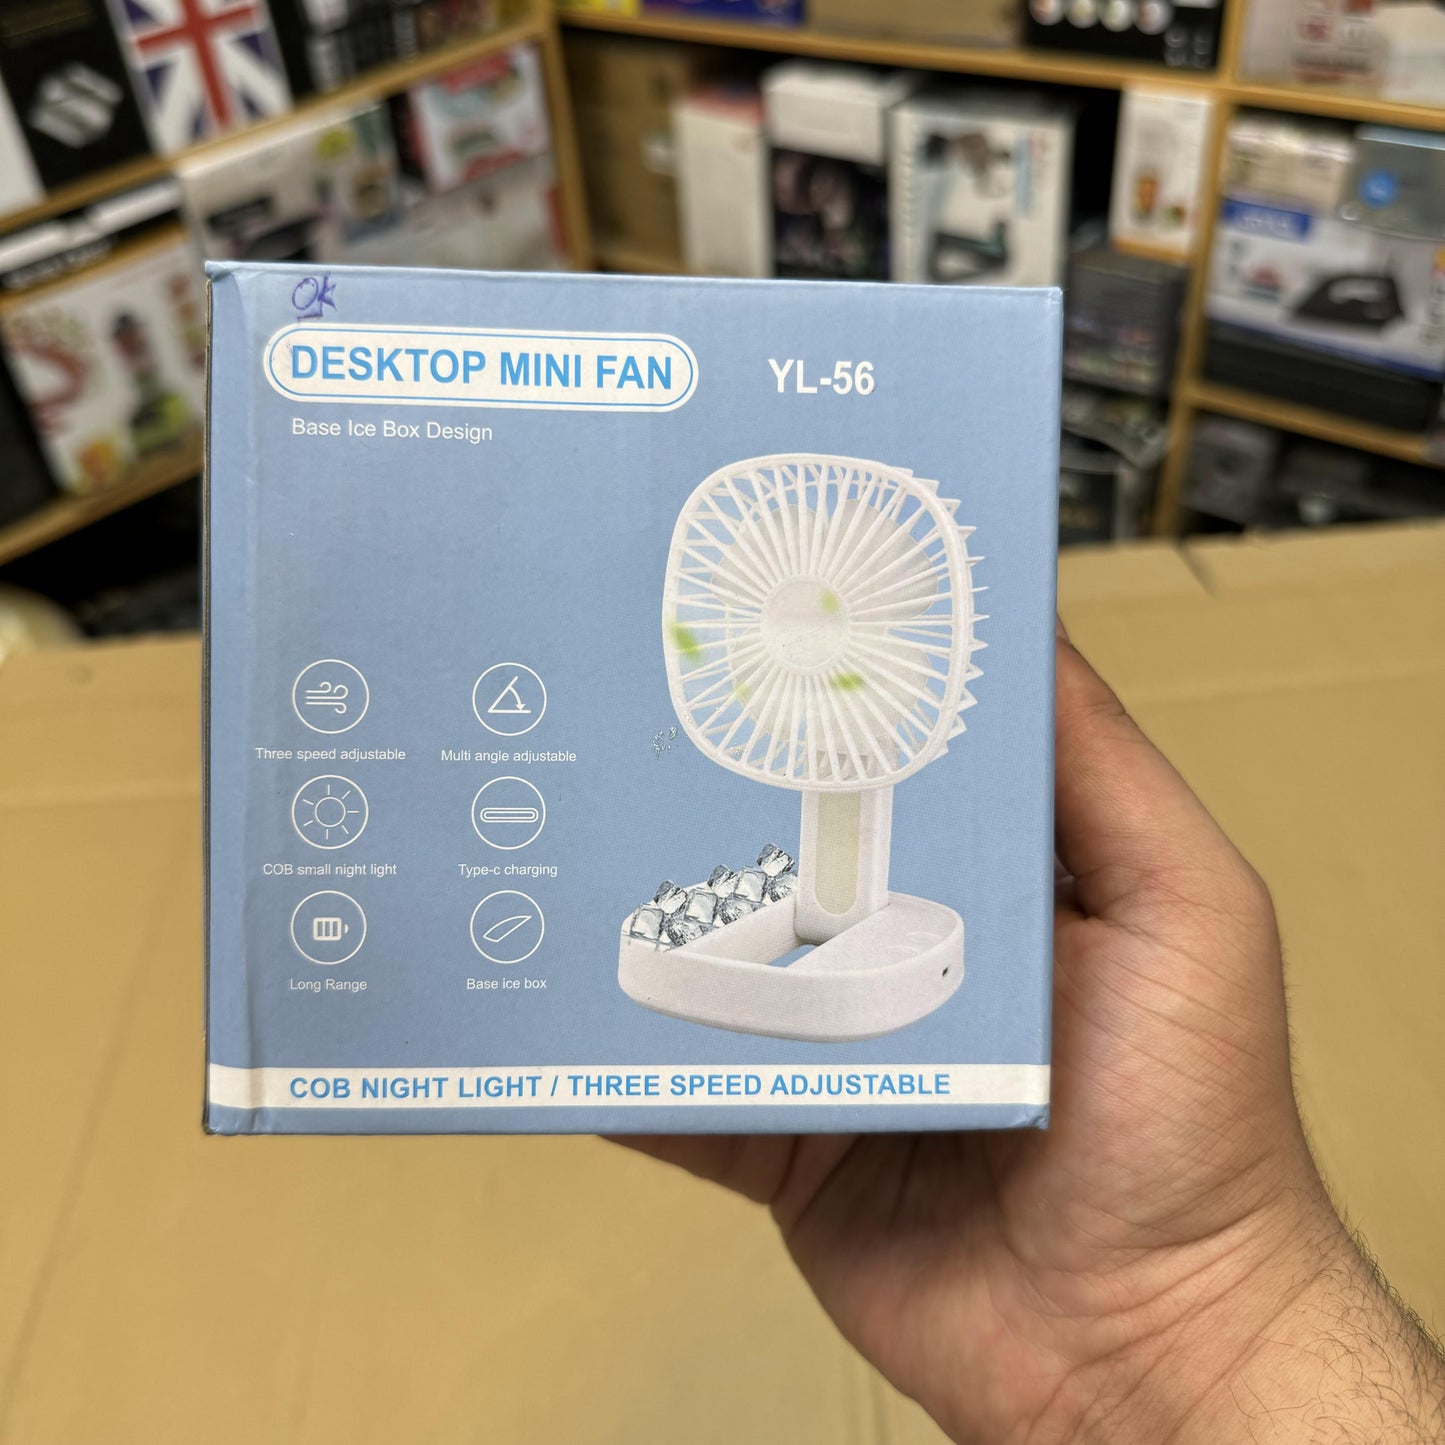 Ok
DESKTOP MINI FAN
YL-56
Base Ice Box Design
Three speed adjustable
Multi angle adjustable
COB small night light
Type-c charging
Long Range
Base ice box
COB NIGHT LIGHT / THREE SPEED ADJUSTABLE